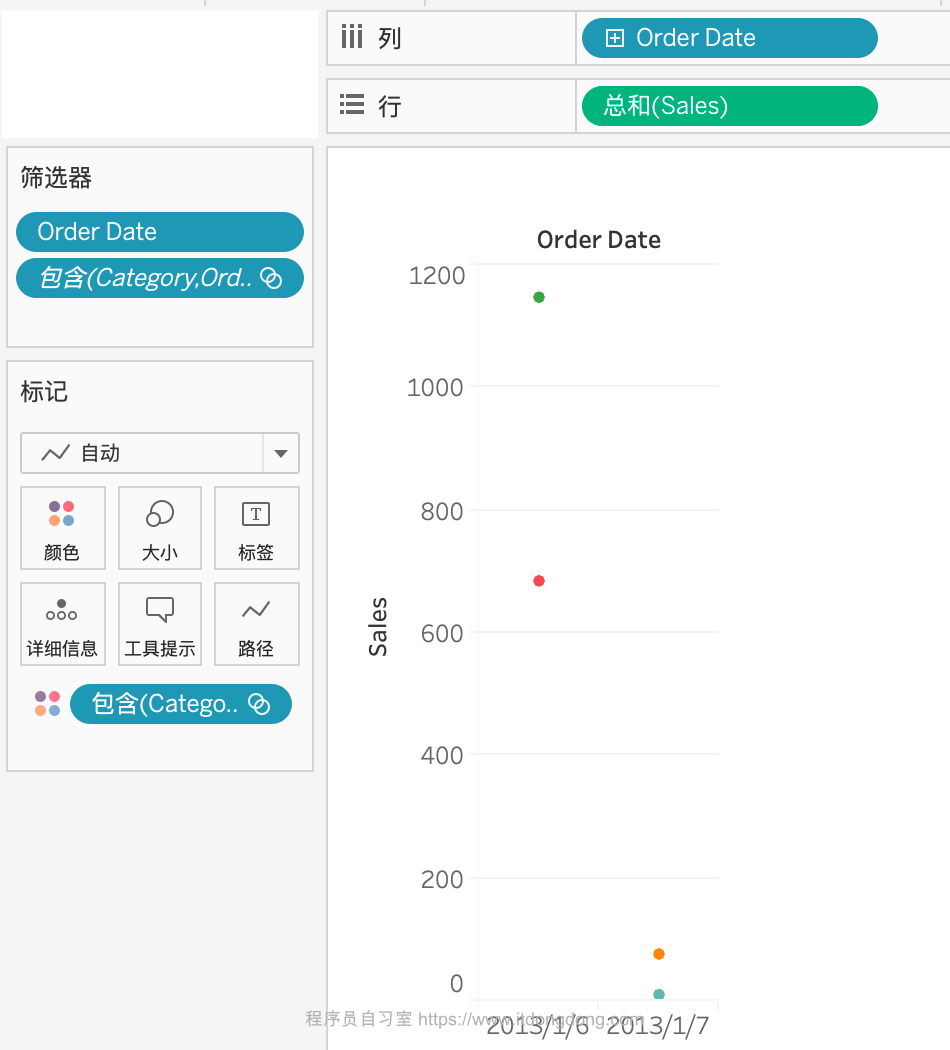 列
Order Date
行
总和(Sales)
筛选器
Order Date
包含(Category,Ord..
标记
自动
颜色
大小
标签
详细信息
工具提示
路径
包含(Catego..
Order Date
1200
1000
800
600
400
200
0
Sales
2013/1/6
2013/1/7
程序员自习室 https://www.itdongdong.com